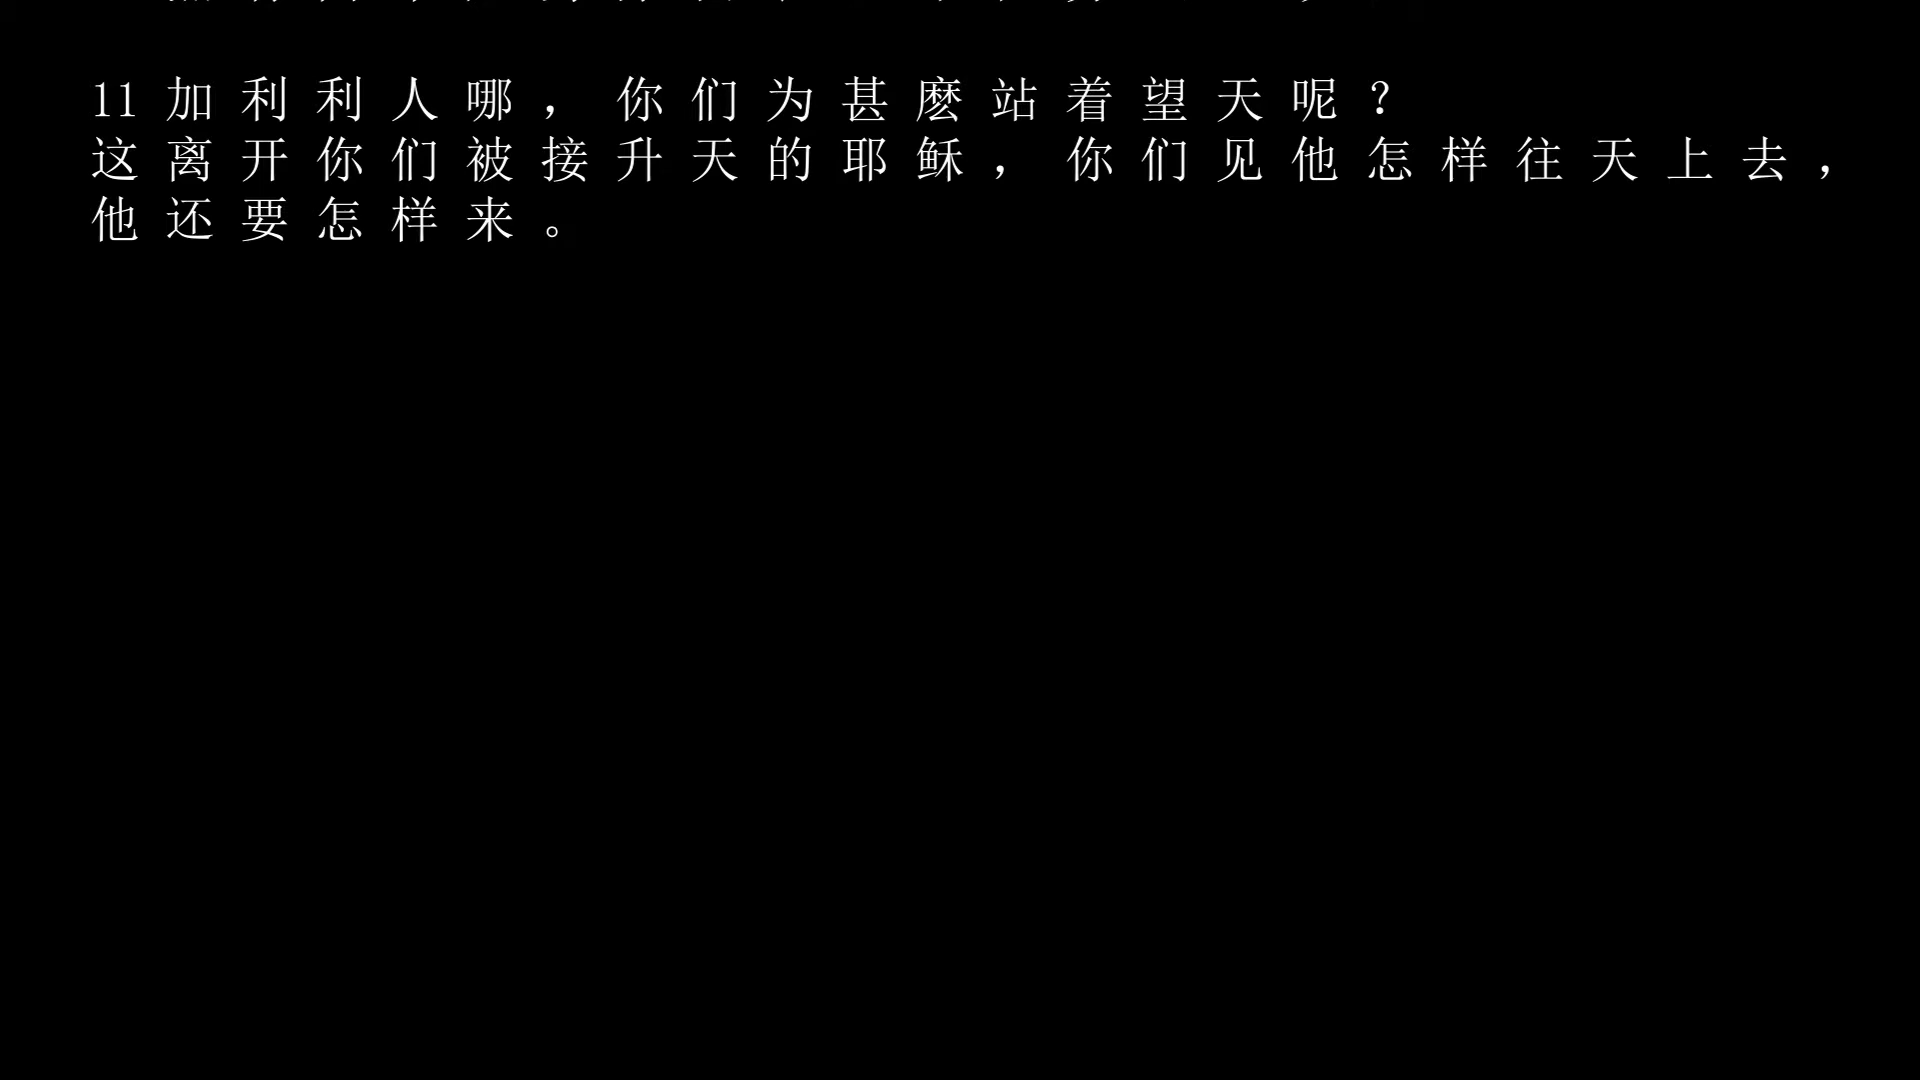 11 加 利 利 人 哪 ， 你 们 为 甚 麽 站 着 望 天 呢 ？
这 离 开 你 们 被 接 升 天 的 耶 稣 ， 你 们 见 他 怎 样 往 天 上 去 ，
他 还 要 怎 样 来 。